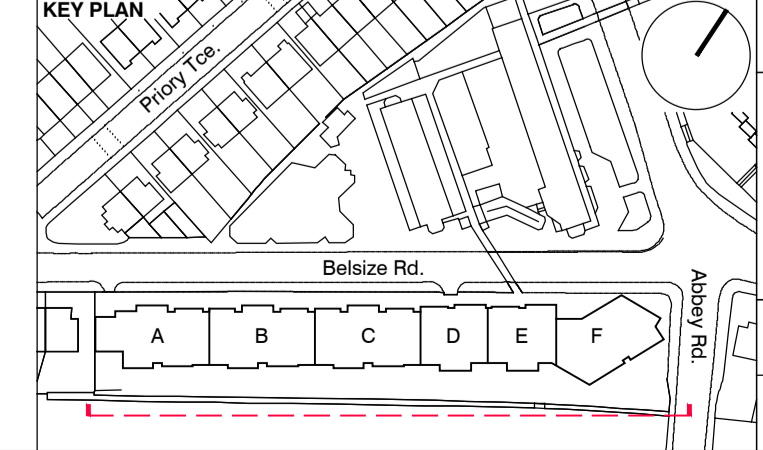 KEY PLAN
Priory Tce.
Belsize Rd.
Abbey Rd.
A B C D E F